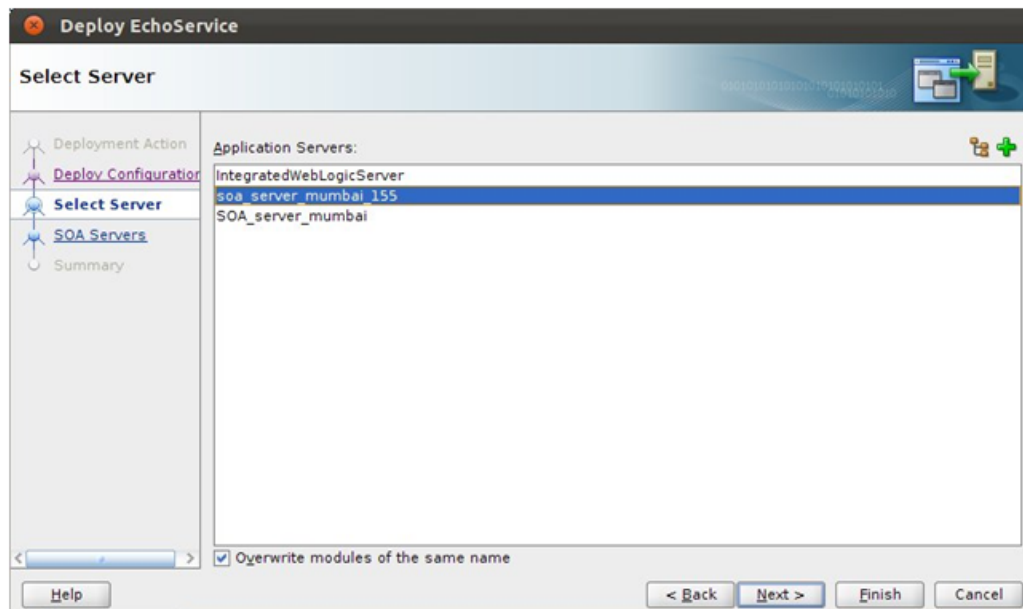 Deploy EchoService
Select Server
Deployment Action
Deploy Configuration
Select Server
SOA Servers
Summary
Application Servers:
IntegratedWebLogicServer
soa_server_mumbai_155
SOA_server_mumbai
Overwrite modules of the same name
Help
< Back
Next >
Finish
Cancel